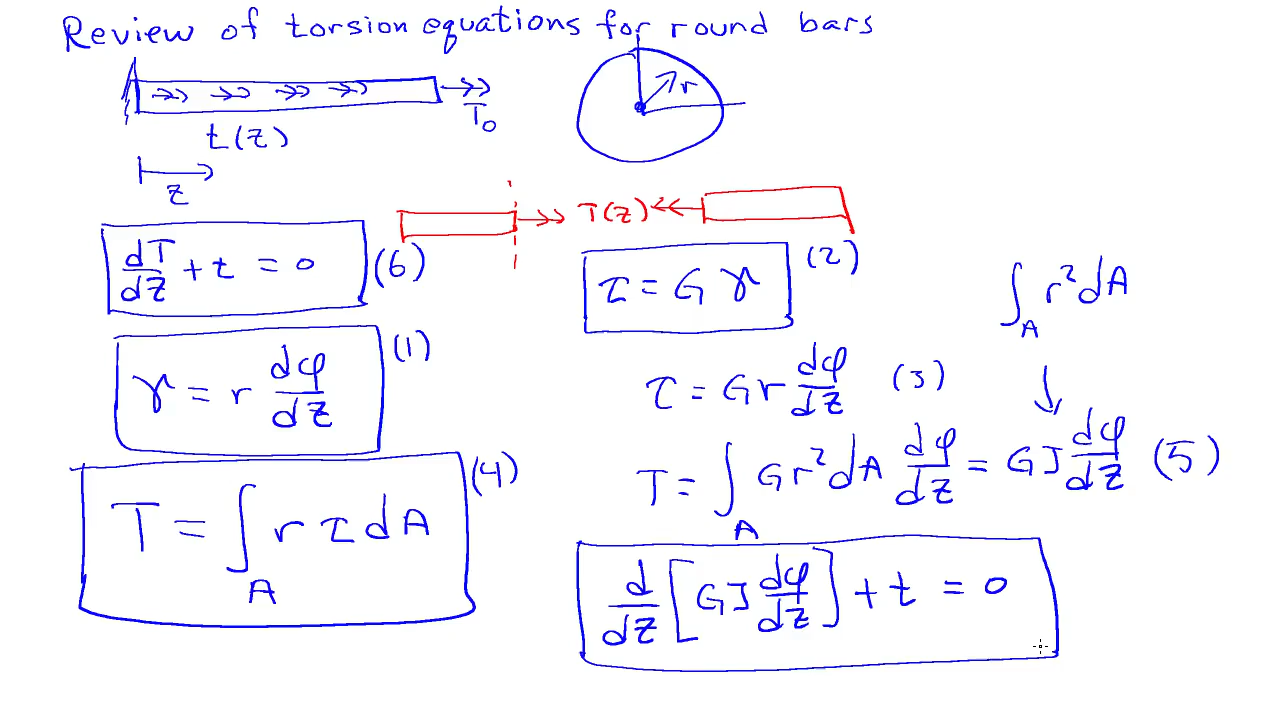 Review of torsion equations for round bars
T₀
r
t(z)
z
T(z)
dT/dz + t = 0 (6)
τ = G γ (2)
∫_A r² dA
γ = r dφ/dz (1)
τ = G r dφ/dz (3)
T = ∫_A G r² dA dφ/dz = GJ dφ/dz (5)
T = ∫_A r τ dA (4)
d/dz [GJ dφ/dz] + t = 0